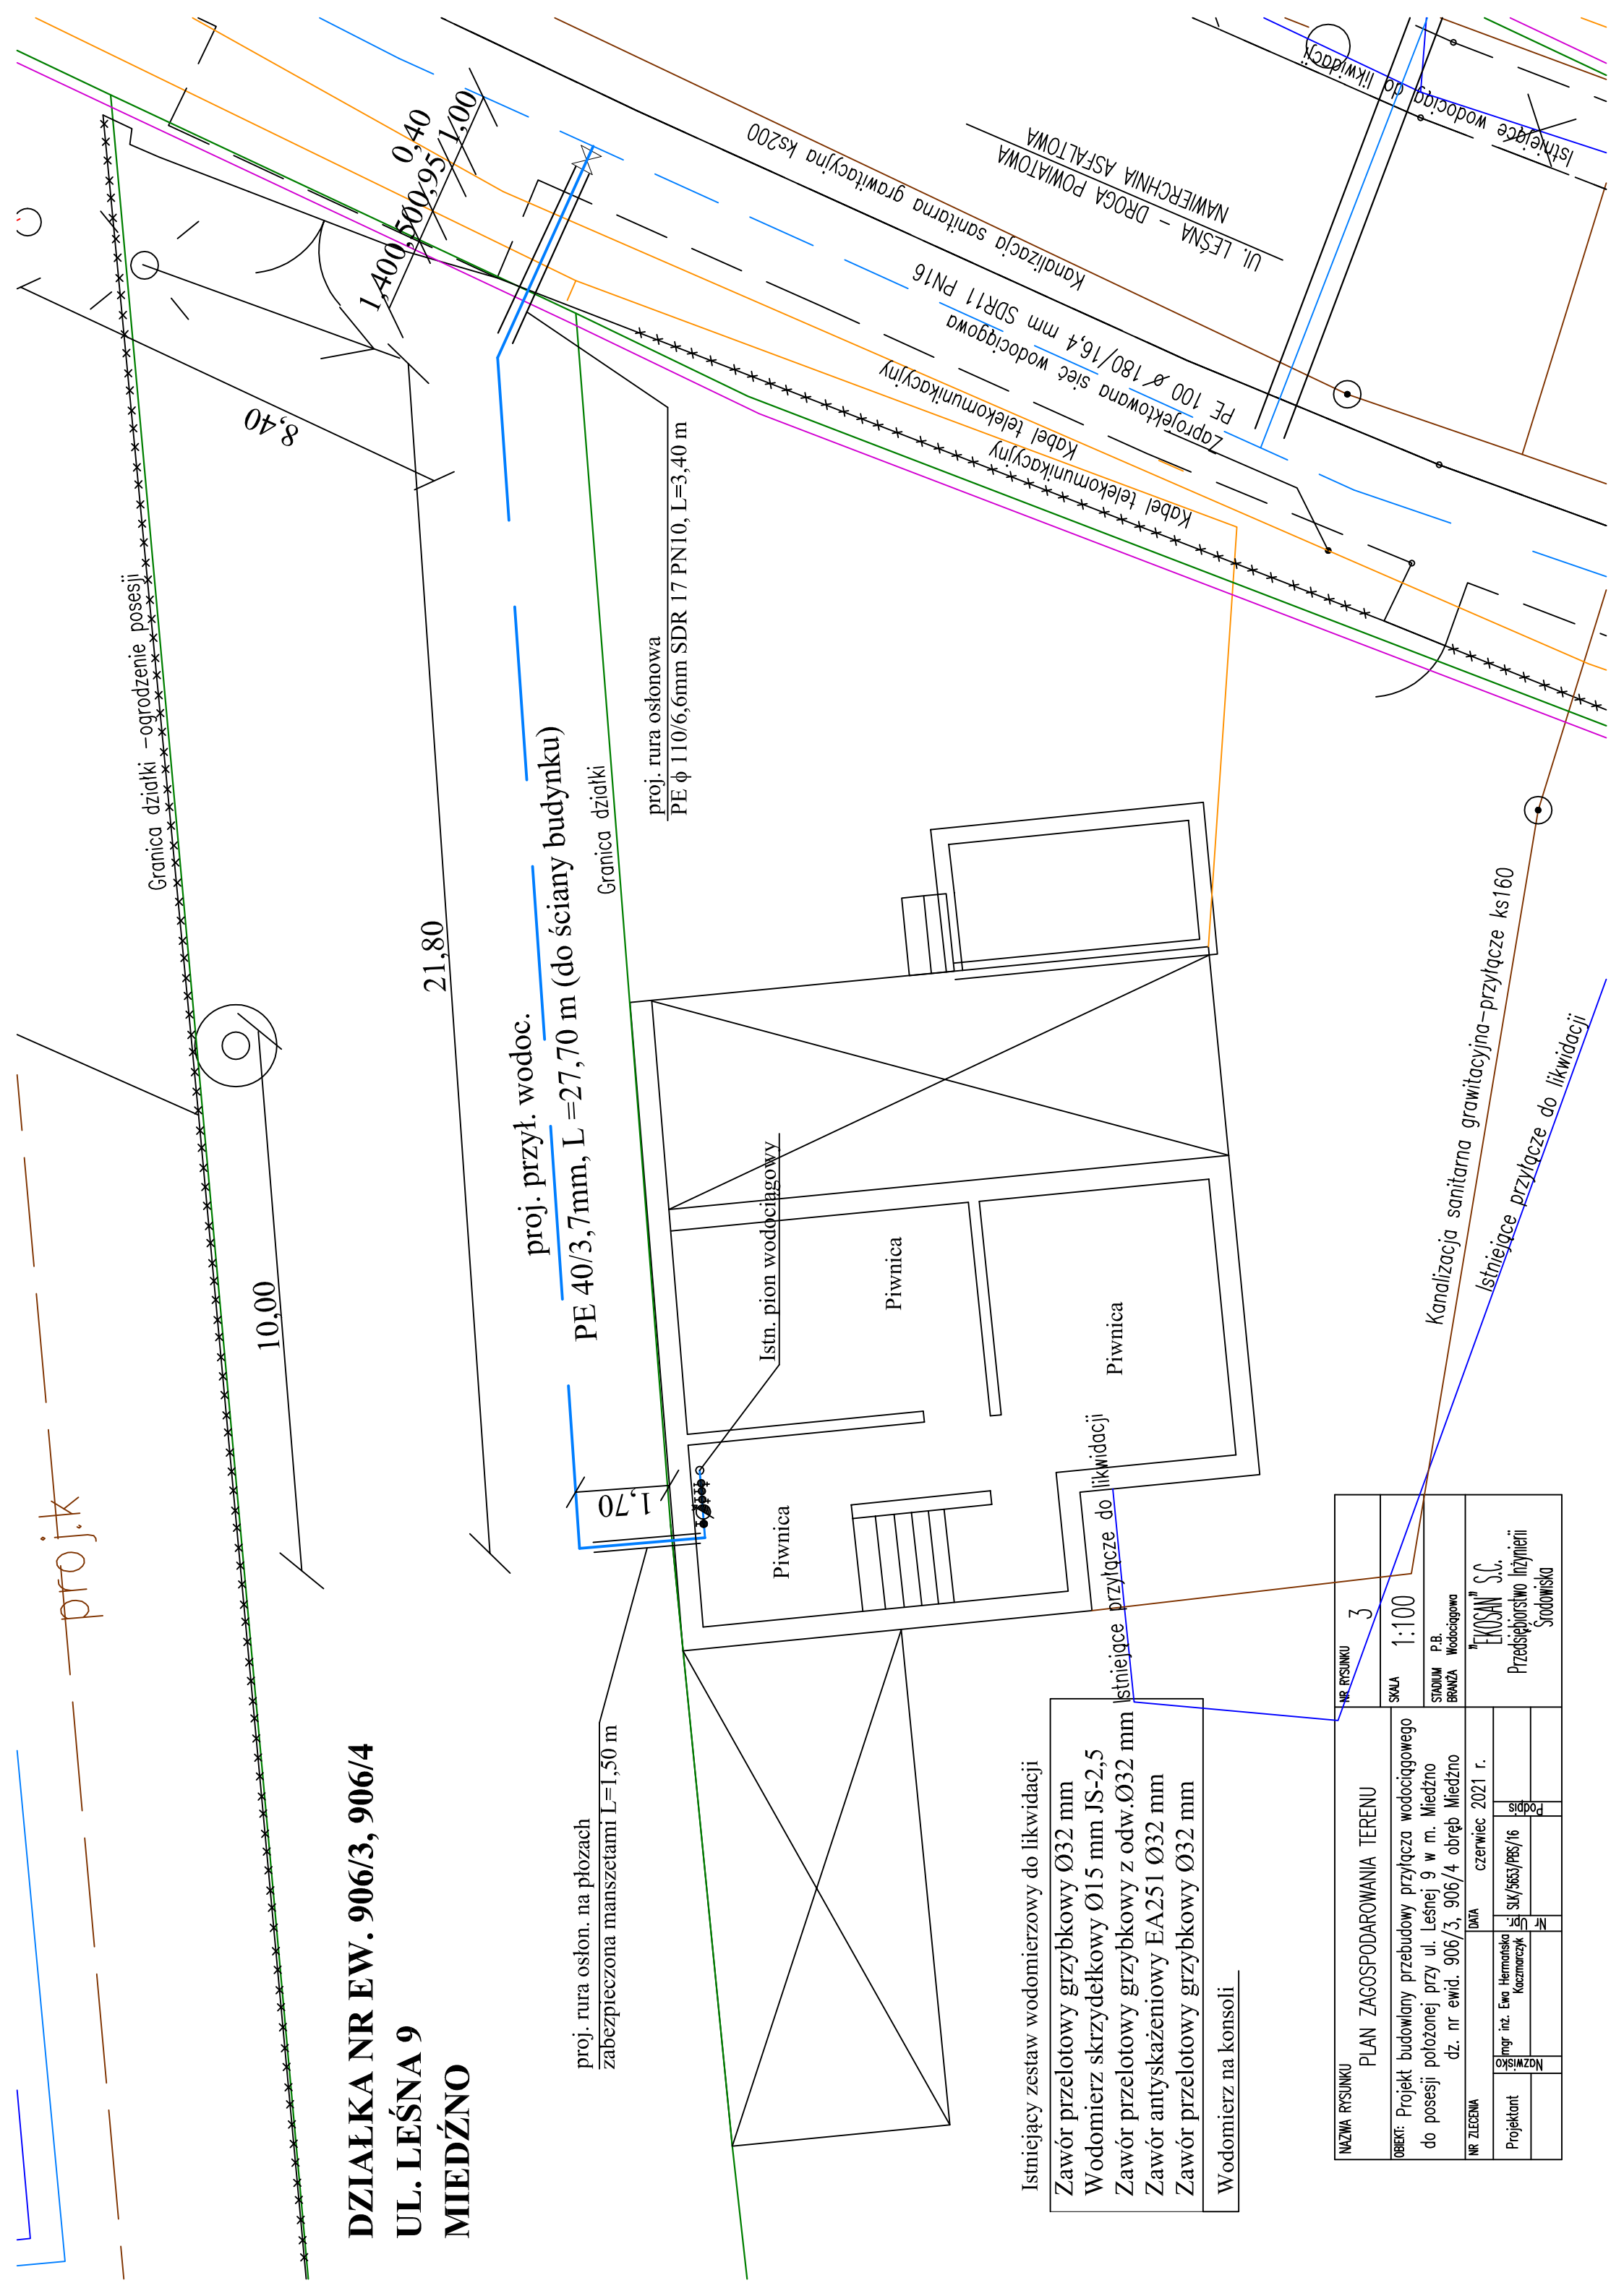 DZIAŁKA NR EW. 906/3, 906/4
UL. LEŚNA 9
MIEDŹNO
proj.k
Granica działki -ogrodzenie posesji
8,40
10,00
21,80
1,40
0,50
0,95
0,40
1,00
proj. przył. wodoc.
PE 40/3,7mm, L =27,70 m (do ściany budynku)
Granica działki
proj. rura osłonowa
PE ϕ 110/6,6mm SDR 17 PN10, L=3,40 m
1,70
proj. rura osłon. na płozach
zabezpieczona manszetami L=1,50 m
Istn. pion wodociągowy
Piwnica
Piwnica
Piwnica
Kanalizacja sanitarna grawitacyjna ks200
UL. LEŚNA - DROGA POWIATOWA
NAWIERCHNIA ASFALTOWA
Istniejące wodociąg do likwidacji
Zaprojektowana sieć wodociągowa
PE 100 ⌀ 180/16,4 mm SDR11 PN16
Kabel telekomunikacyjny
Kabel telekomunikacyjny
Kanalizacja sanitarna grawitacyjna-przyłącze ks160
Istniejące przyłącze do likwidacji
Istniejące przyłącze do likwidacji
Istniejący zestaw wodomierzowy do likwidacji
Zawór przelotowy grzybkowy Ø32 mm
Wodomierz skrzydełkowy Ø15 mm JS-2,5
Zawór przelotowy grzybkowy z odw.Ø32 mm
Zawór antyskażeniowy EA251 Ø32 mm
Zawór przelotowy grzybkowy Ø32 mm
Wodomierz na konsoli
NAZWA RYSUNKU
PLAN ZAGOSPODAROWANIA TERENU
NR RYSUNKU
3
OBIEKT: Projekt budowlany przebudowy przyłącza wodociągowego
do posesji położonej przy ul. Leśnej 9 w m. Miedźno
dz. nr ewid. 906/3, 906/4 obręb Miedźno
SKALA
1:100
STADIUM P.B.
BRANŻA Wodociągowa
NR ZLECENIA
DATA
czerwiec 2021 r.
"EKOSAN" S.C.
Przedsiębiorstwo Inżynierii
Środowiska
Projektant
Nazwisko
mgr inż. Ewa Hermańska
Kaczmarczyk
Nr Upr.
SLK/5653/PBS/16
Podpis